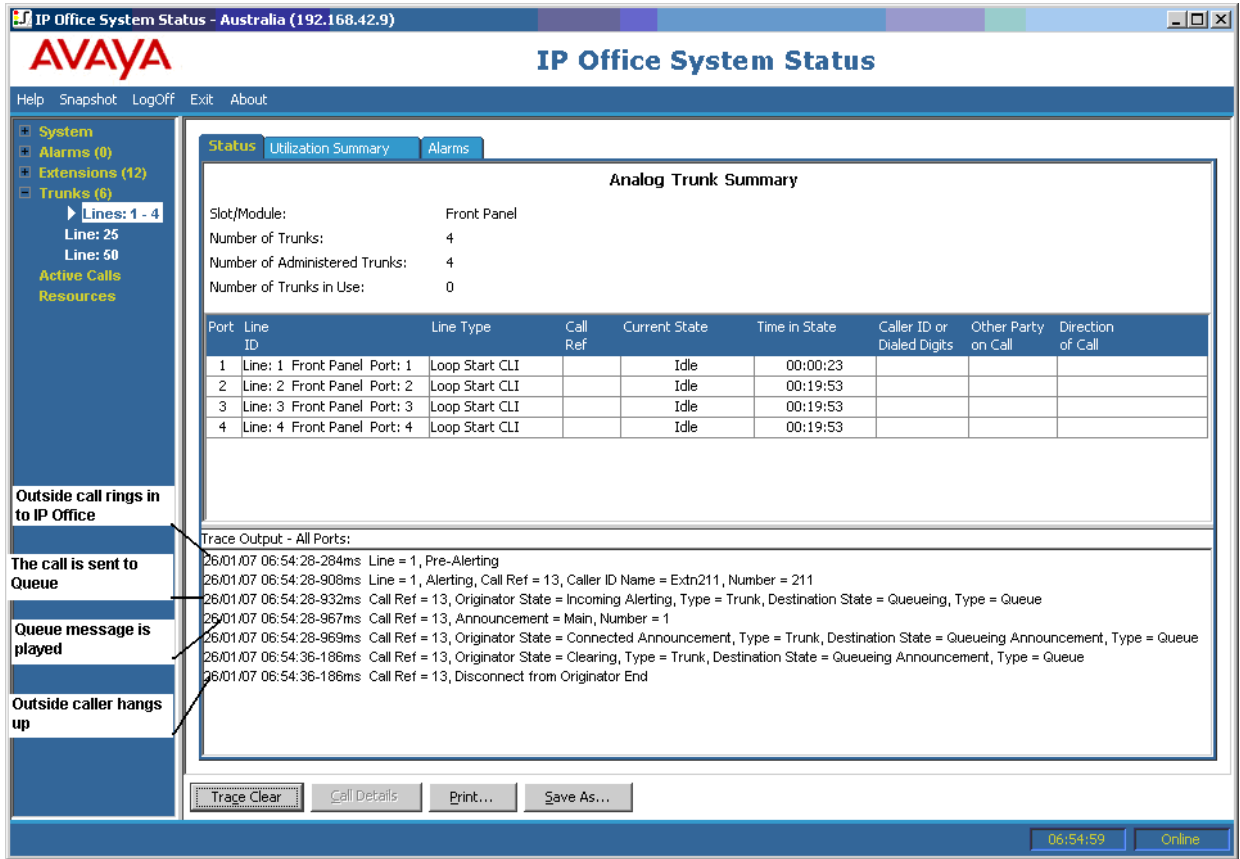 IP Office System Status - Australia (192.168.42.9)
AVAYA
IP Office System Status
Help Snapshot LogOff Exit About
System
Alarms (0)
Extensions (12)
Trunks (6)
Lines: 1 - 4
Line: 25
Line: 50
Active Calls
Resources
Status Utilization Summary Alarms
Analog Trunk Summary
Slot/Module: Front Panel
Number of Trunks: 4
Number of Administered Trunks: 4
Number of Trunks in Use: 0
Port Line ID Line Type Call Ref Current State Time in State Caller ID or Dialed Digits Other Party on Call Direction of Call
1 Line: 1 Front Panel Port: 1 Loop Start CLI Idle 00:00:23
2 Line: 2 Front Panel Port: 2 Loop Start CLI Idle 00:19:53
3 Line: 3 Front Panel Port: 3 Loop Start CLI Idle 00:19:53
4 Line: 4 Front Panel Port: 4 Loop Start CLI Idle 00:19:53
Outside call rings in
to IP Office
The call is sent to
Queue
Queue message is
played
Outside caller hangs
up
Trace Output - All Ports:
26/01/07 06:54:28-284ms Line = 1, Pre-Alerting
26/01/07 06:54:28-908ms Line = 1, Alerting, Call Ref = 13, Caller ID Name = Extn211, Number = 211
26/01/07 06:54:28-932ms Call Ref = 13, Originator State = Incoming Alerting, Type = Trunk, Destination State = Queueing, Type = Queue
26/01/07 06:54:28-967ms Call Ref = 13, Announcement = Main, Number = 1
26/01/07 06:54:28-969ms Call Ref = 13, Originator State = Connected Announcement, Type = Trunk, Destination State = Queueing Announcement, Type = Queue
26/01/07 06:54:36-186ms Call Ref = 13, Originator State = Clearing, Type = Trunk, Destination State = Queueing Announcement, Type = Queue
26/01/07 06:54:36-186ms Call Ref = 13, Disconnect from Originator End
Trace Clear Call Details Print... Save As...
06:54:59 Online